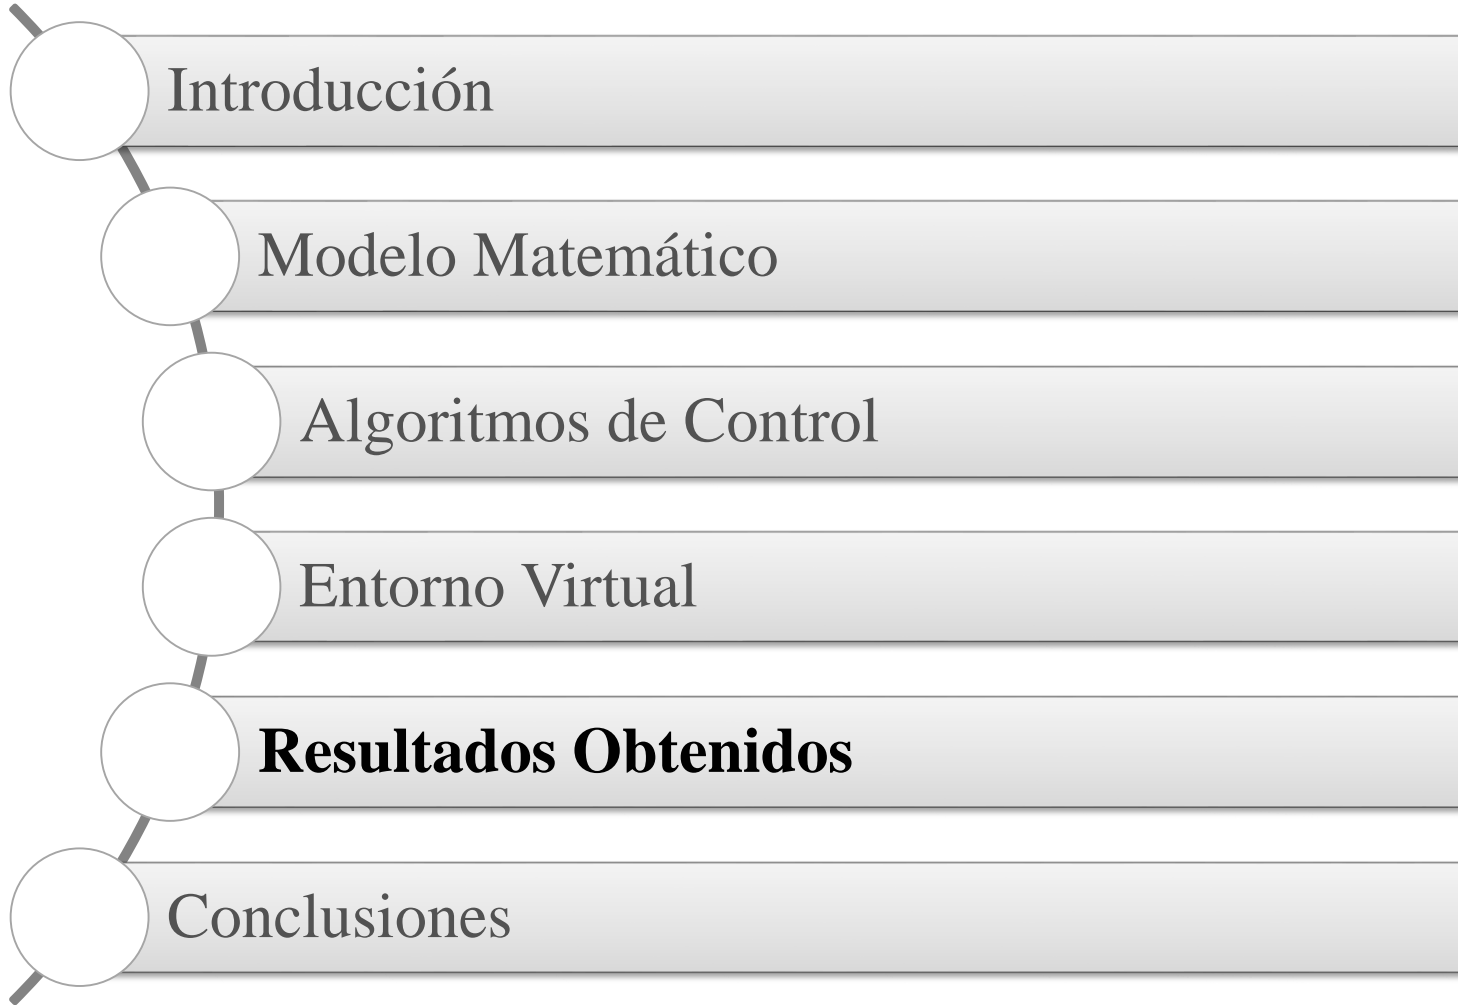 Introducción
Modelo Matemático
Algoritmos de Control
Entorno Virtual
Resultados Obtenidos
Conclusiones